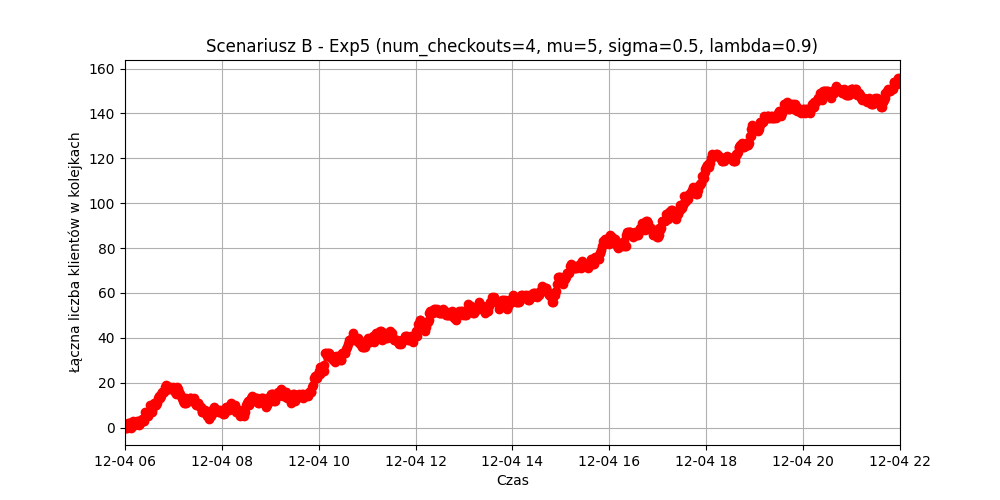 Scenariusz B - Exp5 (num_checkouts=4, mu=5, sigma=0.5, lambda=0.9)
Łączna liczba klientów w kolejkach
160
140
120
100
80
60
40
20
0
12-04 06 12-04 08 12-04 10 12-04 12 12-04 14 12-04 16 12-04 18 12-04 20 12-04 22
Czas